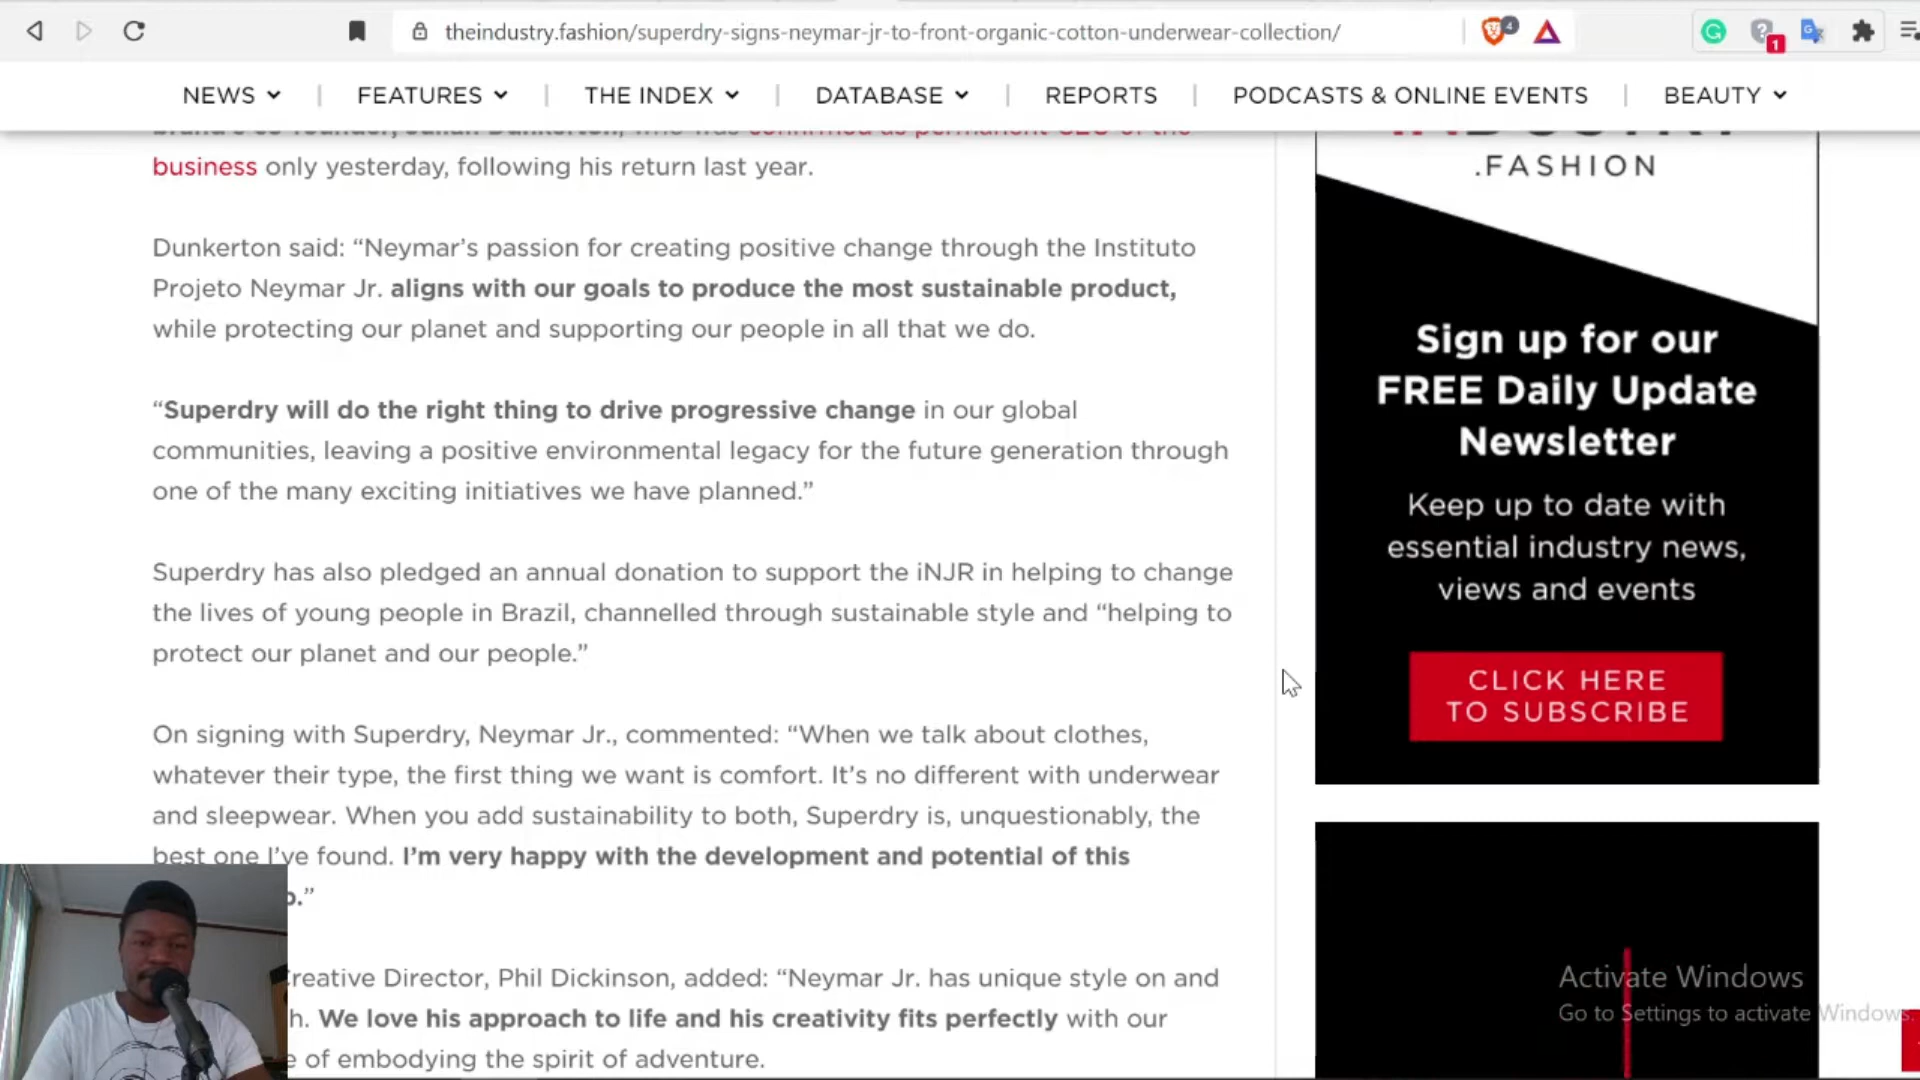 theindustry.fashion/superdry-signs-neymar-jr-to-front-organic-cotton-underwear-collection/
4
1
NEWS | FEATURES | THE INDEX | DATABASE | REPORTS | PODCASTS & ONLINE EVENTS | BEAUTY
business only yesterday, following his return last year.
Dunkerton said: “Neymar’s passion for creating positive change through the Instituto
Projeto Neymar Jr. aligns with our goals to produce the most sustainable product,
while protecting our planet and supporting our people in all that we do.
“Superdry will do the right thing to drive progressive change in our global
communities, leaving a positive environmental legacy for the future generation through
one of the many exciting initiatives we have planned.”
Superdry has also pledged an annual donation to support the iNJR in helping to change
the lives of young people in Brazil, channelled through sustainable style and “helping to
protect our planet and our people.”
On signing with Superdry, Neymar Jr., commented: “When we talk about clothes,
whatever their type, the first thing we want is comfort. It’s no different with underwear
and sleepwear. When you add sustainability to both, Superdry is, unquestionably, the
best one I’ve found. I’m very happy with the development and potential of this
Director, Phil Dickinson, added: “Neymar Jr. has unique style on and
We love his approach to life and his creativity fits perfectly with our
of embodying the spirit of adventure.
.FASHION
Sign up for our
FREE Daily Update
Newsletter
Keep up to date with
essential industry news,
views and events
CLICK HERE
TO SUBSCRIBE
Activate Windows
Go to Settings to activate Windows.